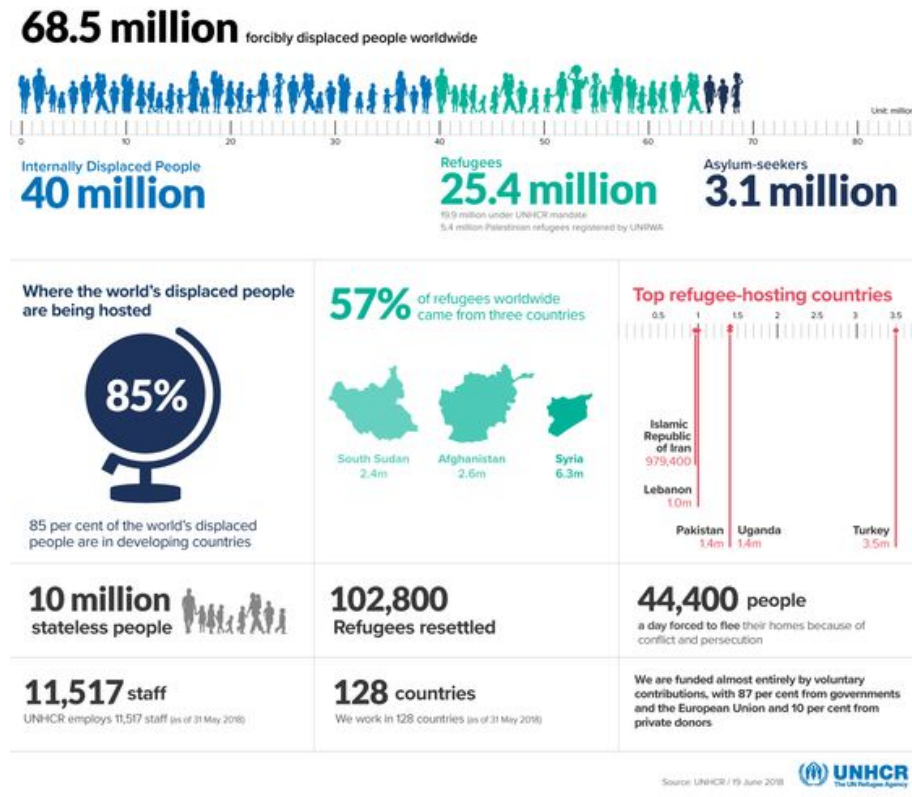 68.5 million forcibly displaced people worldwide
Unit: million
0 10 20 30 40 50 60 70 80
Internally Displaced People
40 million
Refugees
25.4 million
19.9 million under UNHCR mandate
5.4 million Palestinian refugees registered by UNRWA
Asylum-seekers
3.1 million
Where the world's displaced people
are being hosted
85%
85 per cent of the world's displaced
people are in developing countries
57% of refugees worldwide
came from three countries
South Sudan
2.4m
Afghanistan
2.6m
Syria
6.3m
Top refugee-hosting countries
0.5 1 1.5 2 2.5 3 3.5
Islamic
Republic
of Iran
979,400
Lebanon
1.0m
Pakistan
1.4m
Uganda
1.4m
Turkey
3.5m
10 million
stateless people
102,800
Refugees resettled
44,400 people
a day forced to flee their homes because of
conflict and persecution
11,517 staff
UNHCR employs 11,517 staff (as of 31 May 2018)
128 countries
We work in 128 countries (as of 31 May 2018)
We are funded almost entirely by voluntary
contributions, with 87 per cent from governments
and the European Union and 10 per cent from
private donors
Source: UNHCR / 19 June 2018
UNHCR
The UN Refugee Agency